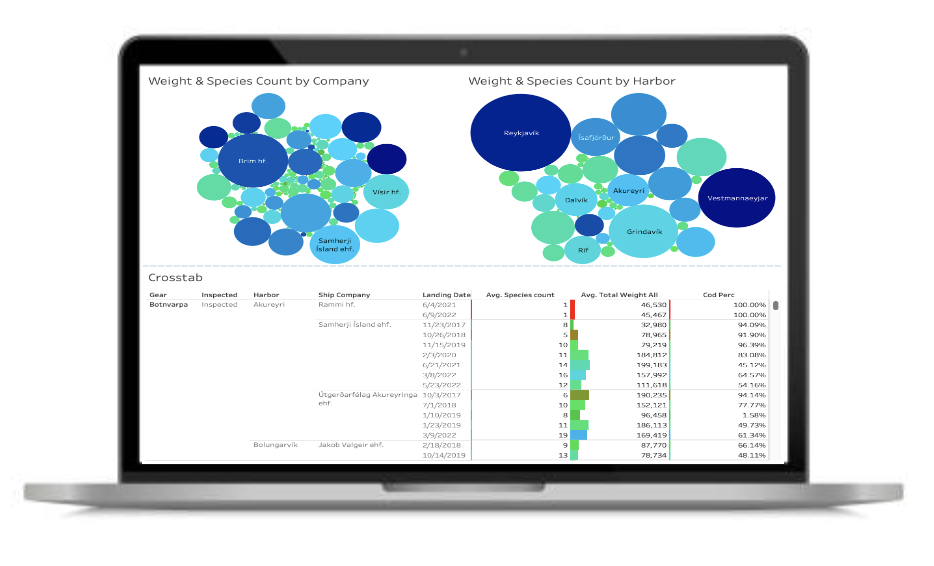 Weight & Species Count by Company
Weight & Species Count by Harbor
Brim hf.
Vísir hf.
Samherji
Ísland ehf.
Reykjavík
Ísafjörður
Akureyri
Dalvík
Vestmannaeyjar
Grindavík
Rif
Crosstab
Gear Inspected Harbor Ship Company Landing Date Avg. Species count Avg. Total Weight All Cod Perc
Botnvarpa Inspected Akureyri Rammi hf. 6/4/2021 1 46,530 100.00%
6/9/2022 1 45,467 100.00%
Samherji Ísland ehf. 11/23/2017 8 32,980 94.09%
10/26/2018 5 78,965 91.90%
11/15/2019 10 79,219 96.39%
2/3/2020 11 184,812 83.08%
6/21/2021 14 199,183 45.12%
3/8/2022 16 157,992 64.57%
5/23/2022 12 111,618 54.16%
Útgerðarfélag Akureyringa 10/3/2017 6 190,235 94.14%
ehf. 7/1/2018 10 152,121 77.77%
1/10/2019 8 96,458 1.58%
1/23/2019 11 186,113 49.73%
3/9/2022 19 169,419 61.34%
Bolungarvík Jakob Valgeir ehf. 2/18/2018 9 87,770 66.14%
10/14/2019 13 78,734 48.11%